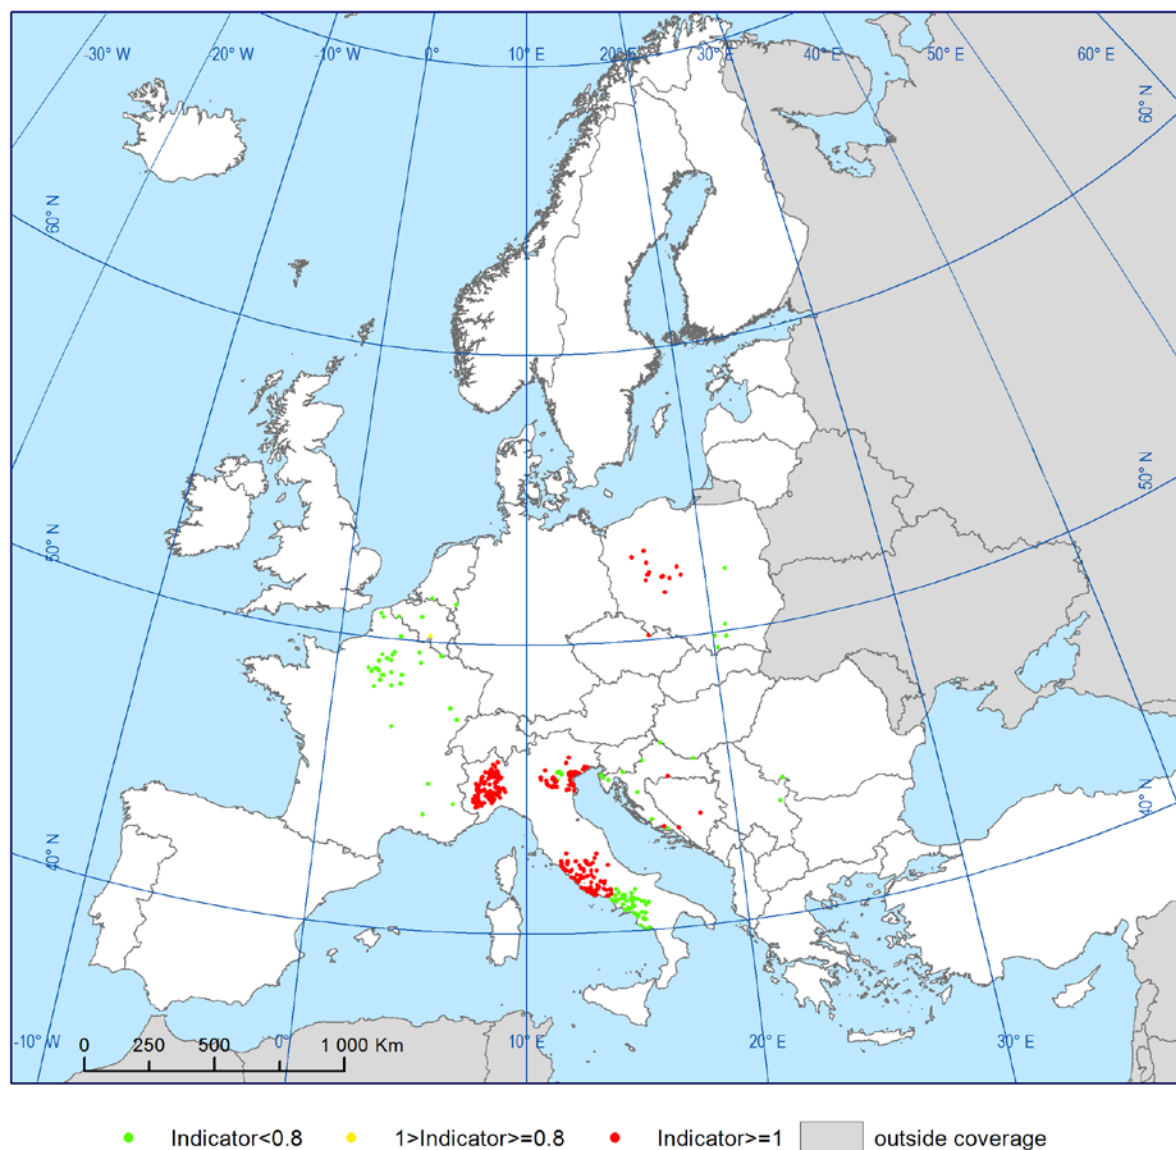 -30° W -20° W -10° W 0° 10° E 20° E 30° E 40° E 50° E 60° E
60° N
60° N
50° N
50° N
40° N
40° N
-10° W 0° 10° E 20° E 30° E
0 250 500 1 000 Km
Indicator<0.8 1>Indicator>=0.8 Indicator>=1 outside coverage